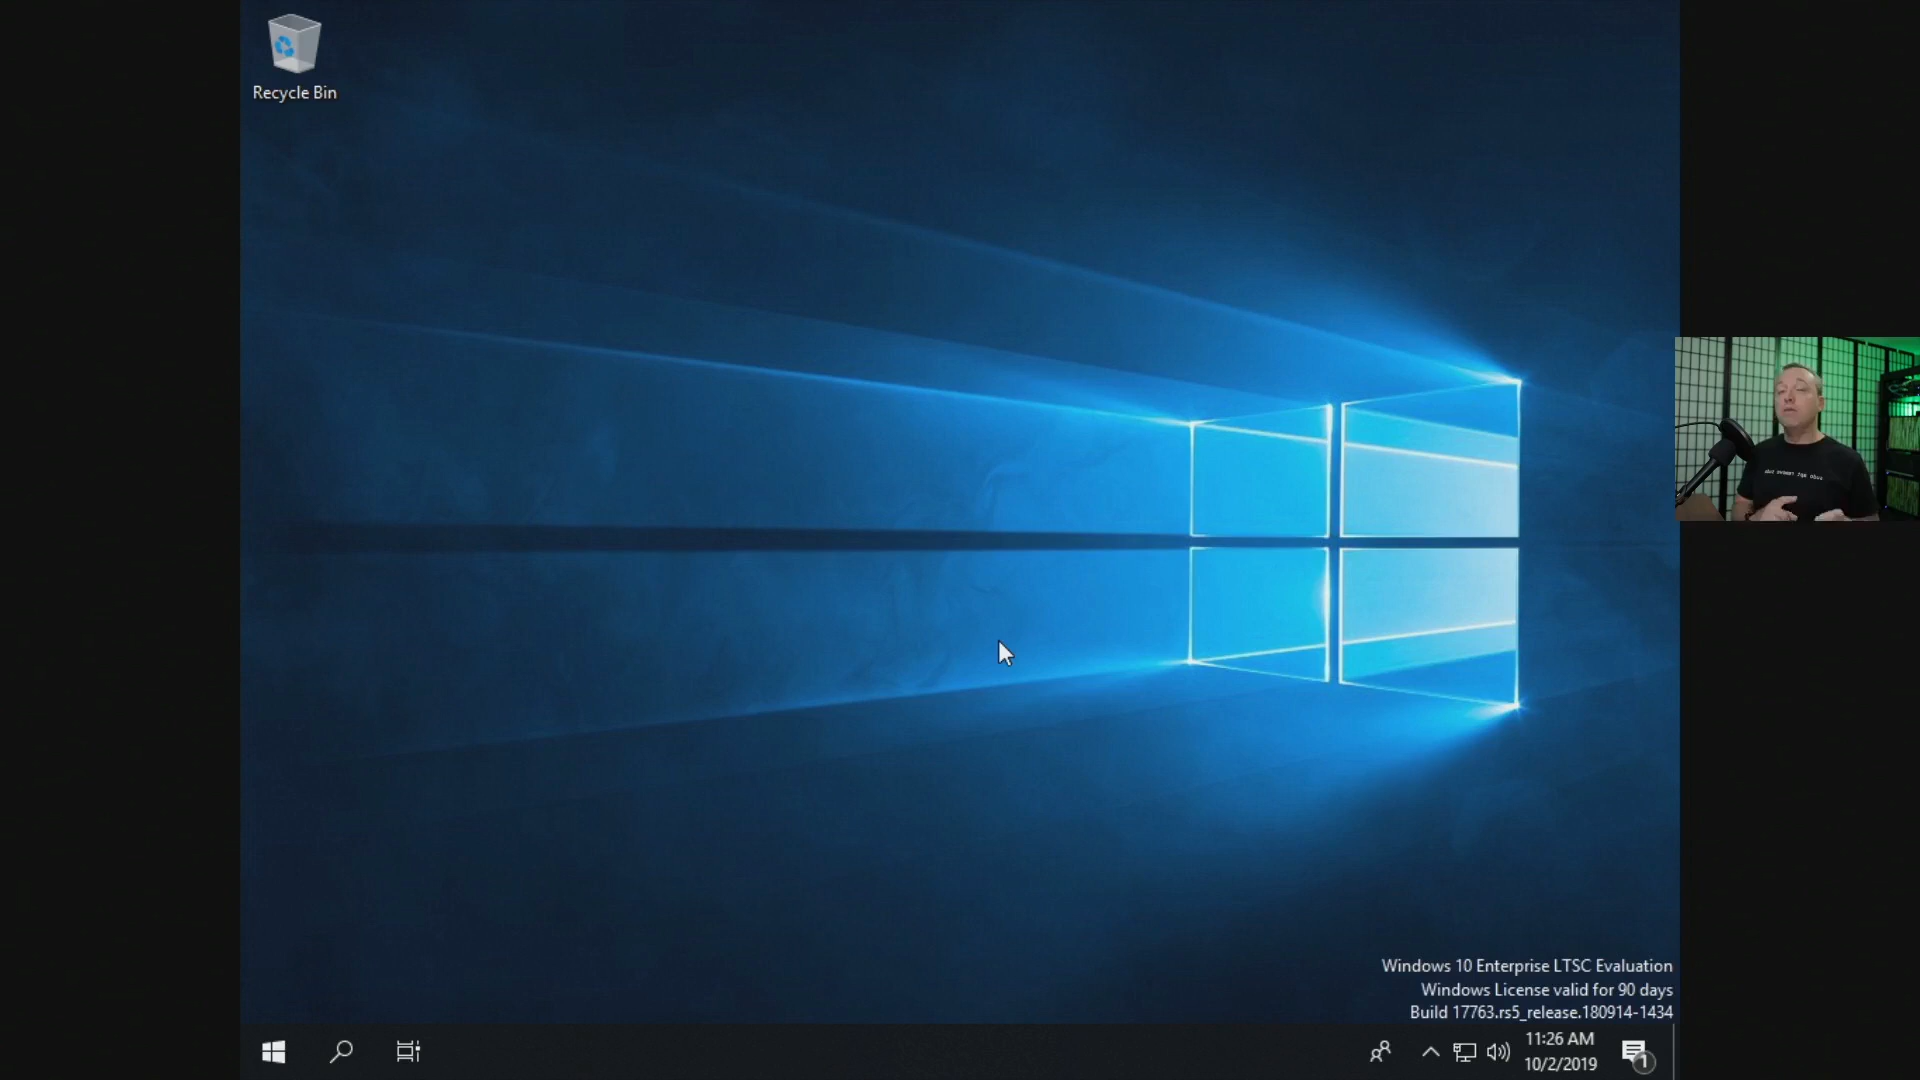 Recycle Bin
Windows 10 Enterprise LTSC Evaluation
Windows License valid for 90 days
Build 17763.rs5_release.180914-1434
11:26 AM
10/2/2019
1